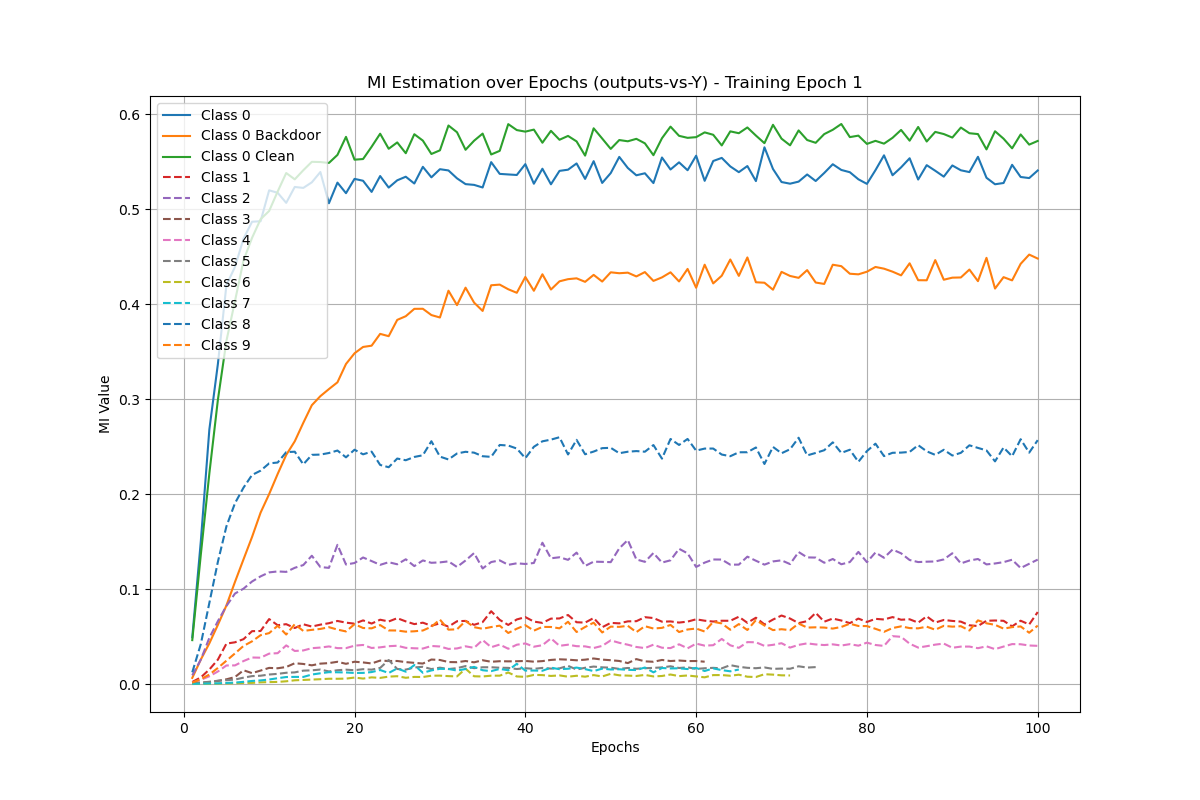 MI Estimation over Epochs (outputs-vs-Y) - Training Epoch 1
0.6
0.5
0.4
0.3
0.2
0.1
0.0
MI Value
Class 0
Class 0 Backdoor
Class 0 Clean
Class 1
Class 2
Class 3
Class 4
Class 5
Class 6
Class 7
Class 8
Class 9
0 20 40 60 80 100
Epochs